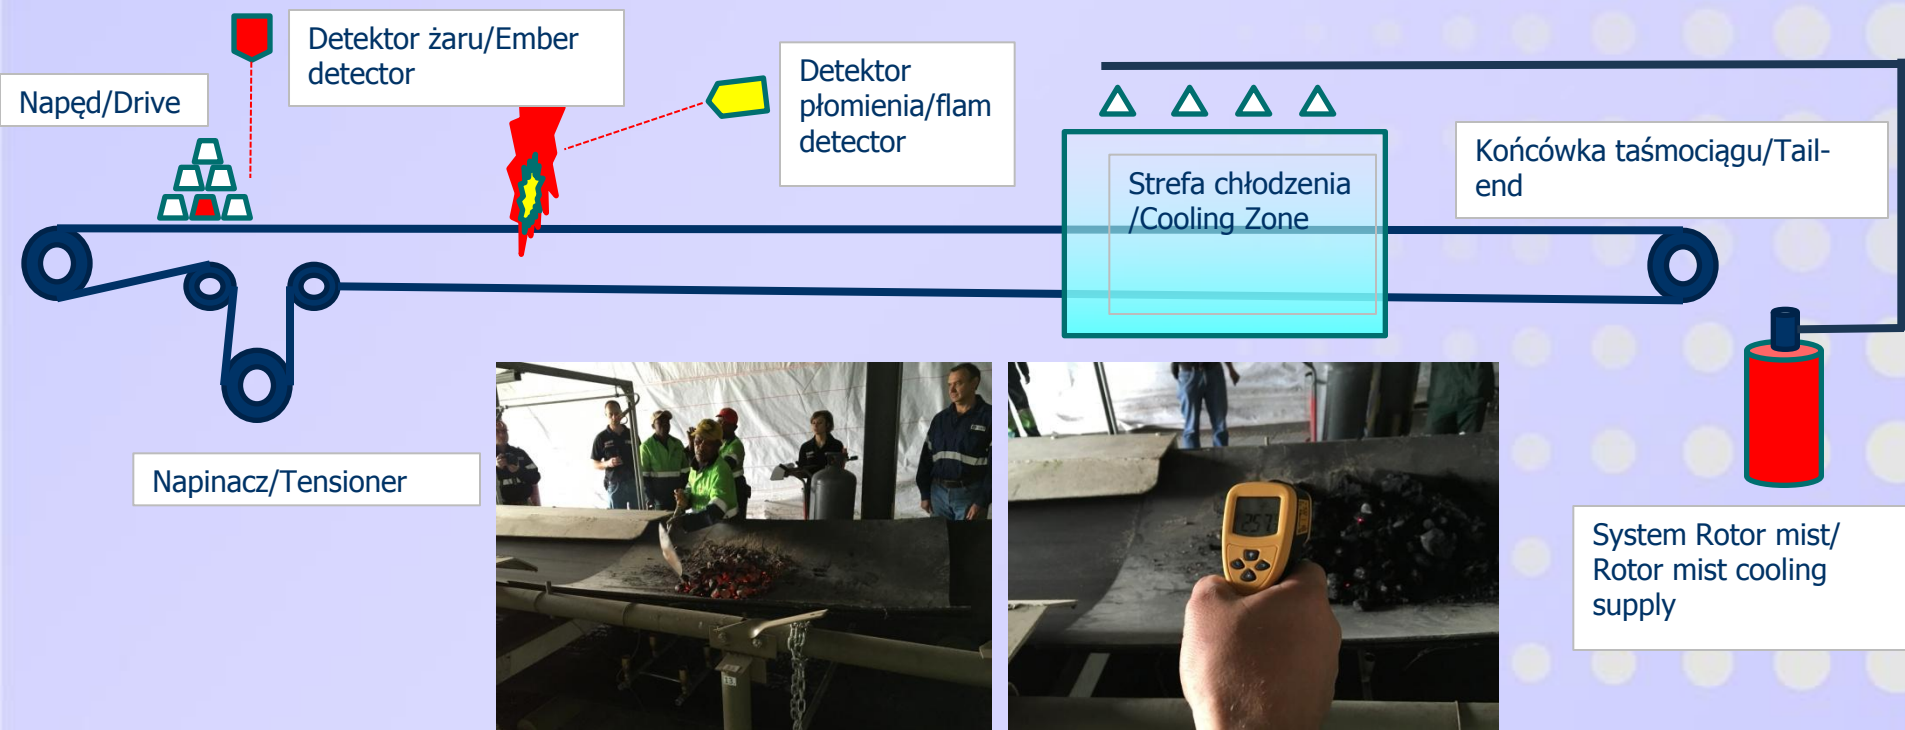 Detektor żaru/Ember
detector
Napęd/Drive
Detektor
płomienia/flam
detector
Strefa chłodzenia
/Cooling Zone
Końcówka taśmociągu/Tail-
end
Napinacz/Tensioner
257
System Rotor mist/
Rotor mist cooling
supply